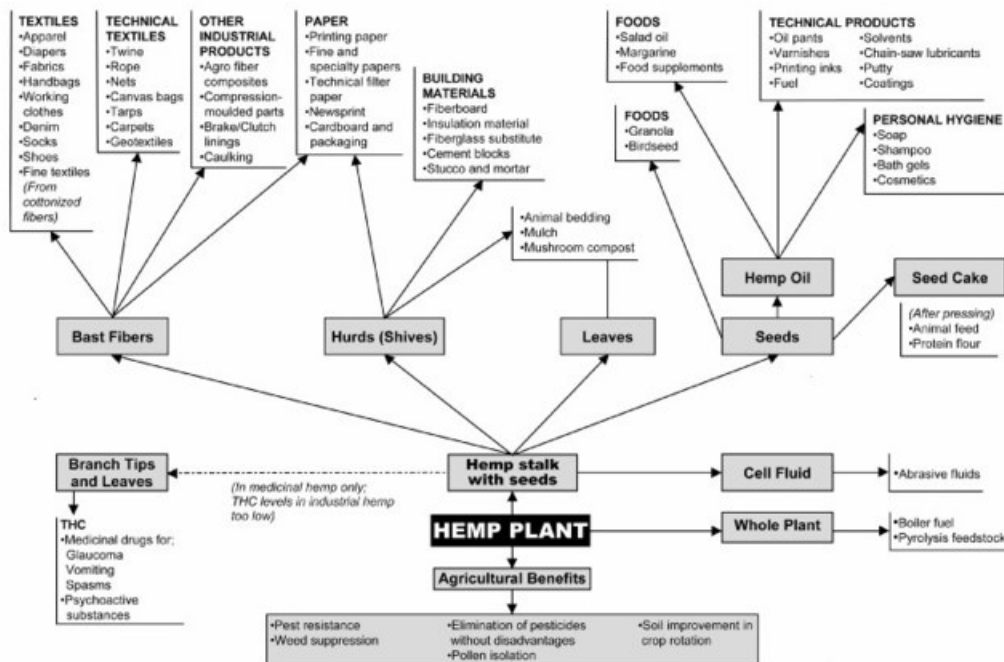 TEXTILES
•Apparel
•Diapers
•Fabrics
•Handbags
•Working
clothes
•Denim
•Socks
•Shoes
•Fine textiles
(From
cottonized
fibers)
TECHNICAL
TEXTILES
•Twine
•Rope
•Nets
•Canvas bags
•Tarps
•Carpets
•Geotextiles
OTHER
INDUSTRIAL
PRODUCTS
•Agro fiber
composites
•Compression-
moulded parts
•Brake/Clutch
linings
•Caulking
PAPER
•Printing paper
•Fine and
specialty papers
•Technical filter
paper
•Newsprint
•Cardboard and
packaging
BUILDING
MATERIALS
•Fiberboard
•Insulation material
•Fiberglass substitute
•Cement blocks
•Stucco and mortar
•Animal bedding
•Mulch
•Mushroom compost
FOODS
•Salad oil
•Margarine
•Food supplements
FOODS
•Granola
•Birdseed
TECHNICAL PRODUCTS
•Oil pants
•Varnishes
•Printing inks
•Fuel
•Solvents
•Chain-saw lubricants
•Putty
•Coatings
PERSONAL HYGIENE
•Soap
•Shampoo
•Bath gels
•Cosmetics
Hemp Oil
Seed Cake
(After pressing)
•Animal feed
•Protein flour
Bast Fibers
Hurds (Shives)
Leaves
Seeds
Branch Tips
and Leaves
(In medicinal hemp only;
THC levels in industrial hemp
too low)
Hemp stalk
with seeds
Cell Fluid
•Abrasive fluids
THC
•Medicinal drugs for;
Glaucoma
Vomiting
Spasms
•Psychoactive
substances
HEMP PLANT
Whole Plant
•Boiler fuel
•Pyrolysis feedstock
Agricultural Benefits
•Pest resistance
•Weed suppression
•Elimination of pesticides
without disadvantages
•Pollen isolation
•Soil improvement in
crop rotation